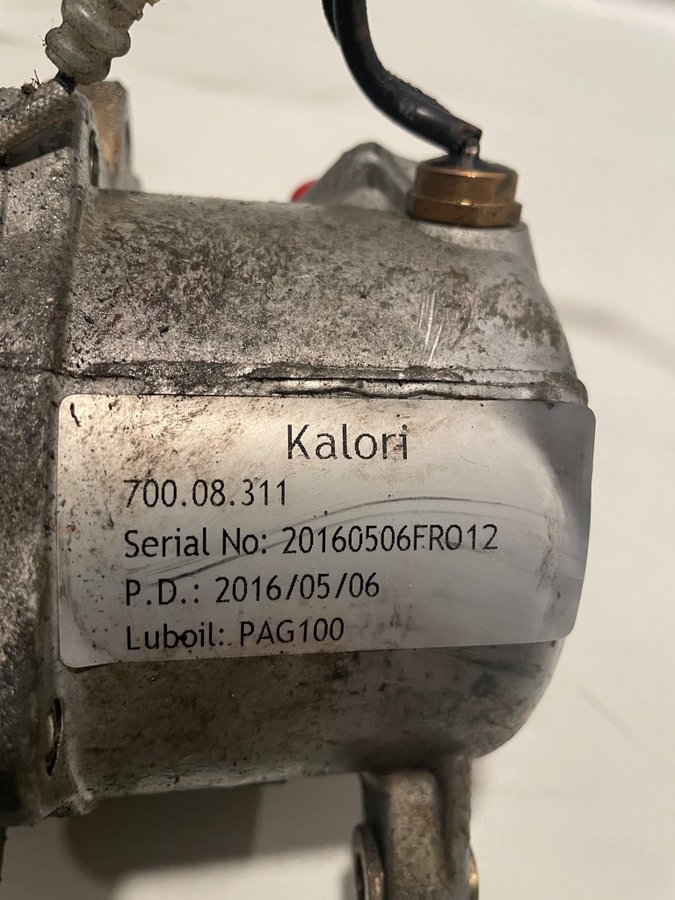 Kalori
700.08.311
Serial No: 20160506FR012
P.D.: 2016/05/06
Luboil: PAG100